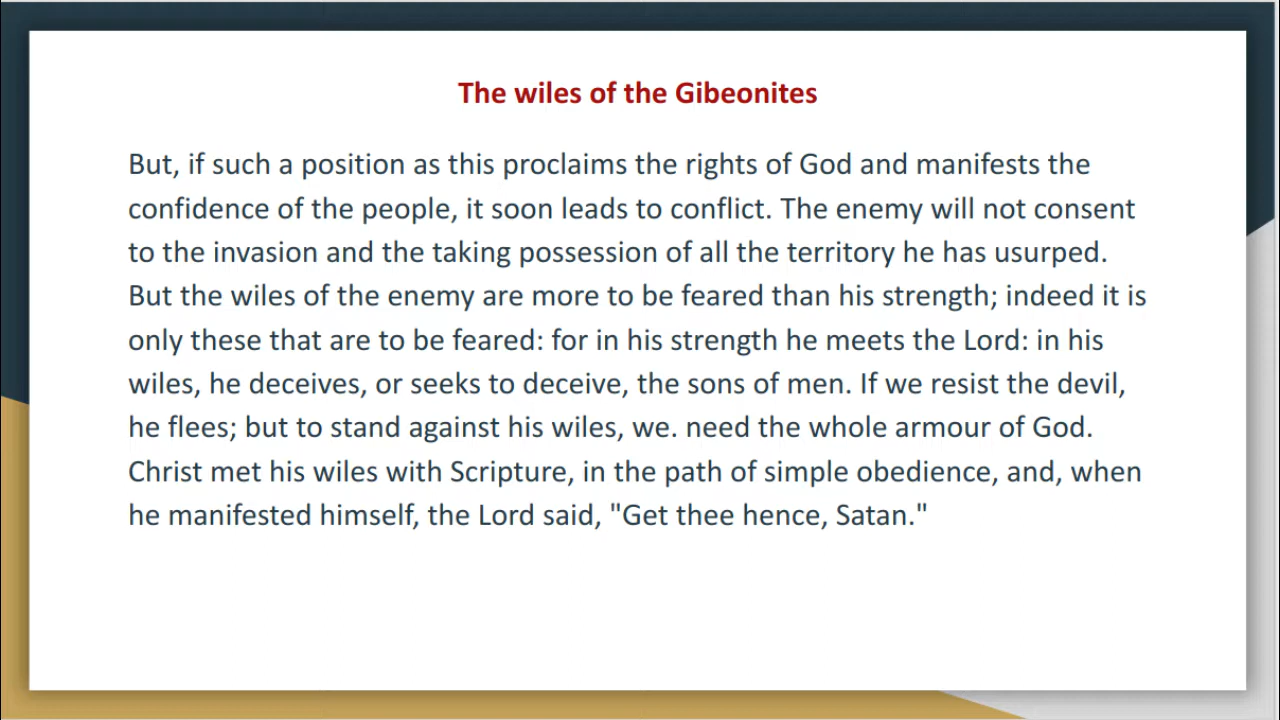 The wiles of the Gibeonites
But, if such a position as this proclaims the rights of God and manifests the
confidence of the people, it soon leads to conflict. The enemy will not consent
to the invasion and the taking possession of all the territory he has usurped.
But the wiles of the enemy are more to be feared than his strength; indeed it is
only these that are to be feared: for in his strength he meets the Lord: in his
wiles, he deceives, or seeks to deceive, the sons of men. If we resist the devil,
he flees; but to stand against his wiles, we. need the whole armour of God.
Christ met his wiles with Scripture, in the path of simple obedience, and, when
he manifested himself, the Lord said, "Get thee hence, Satan."